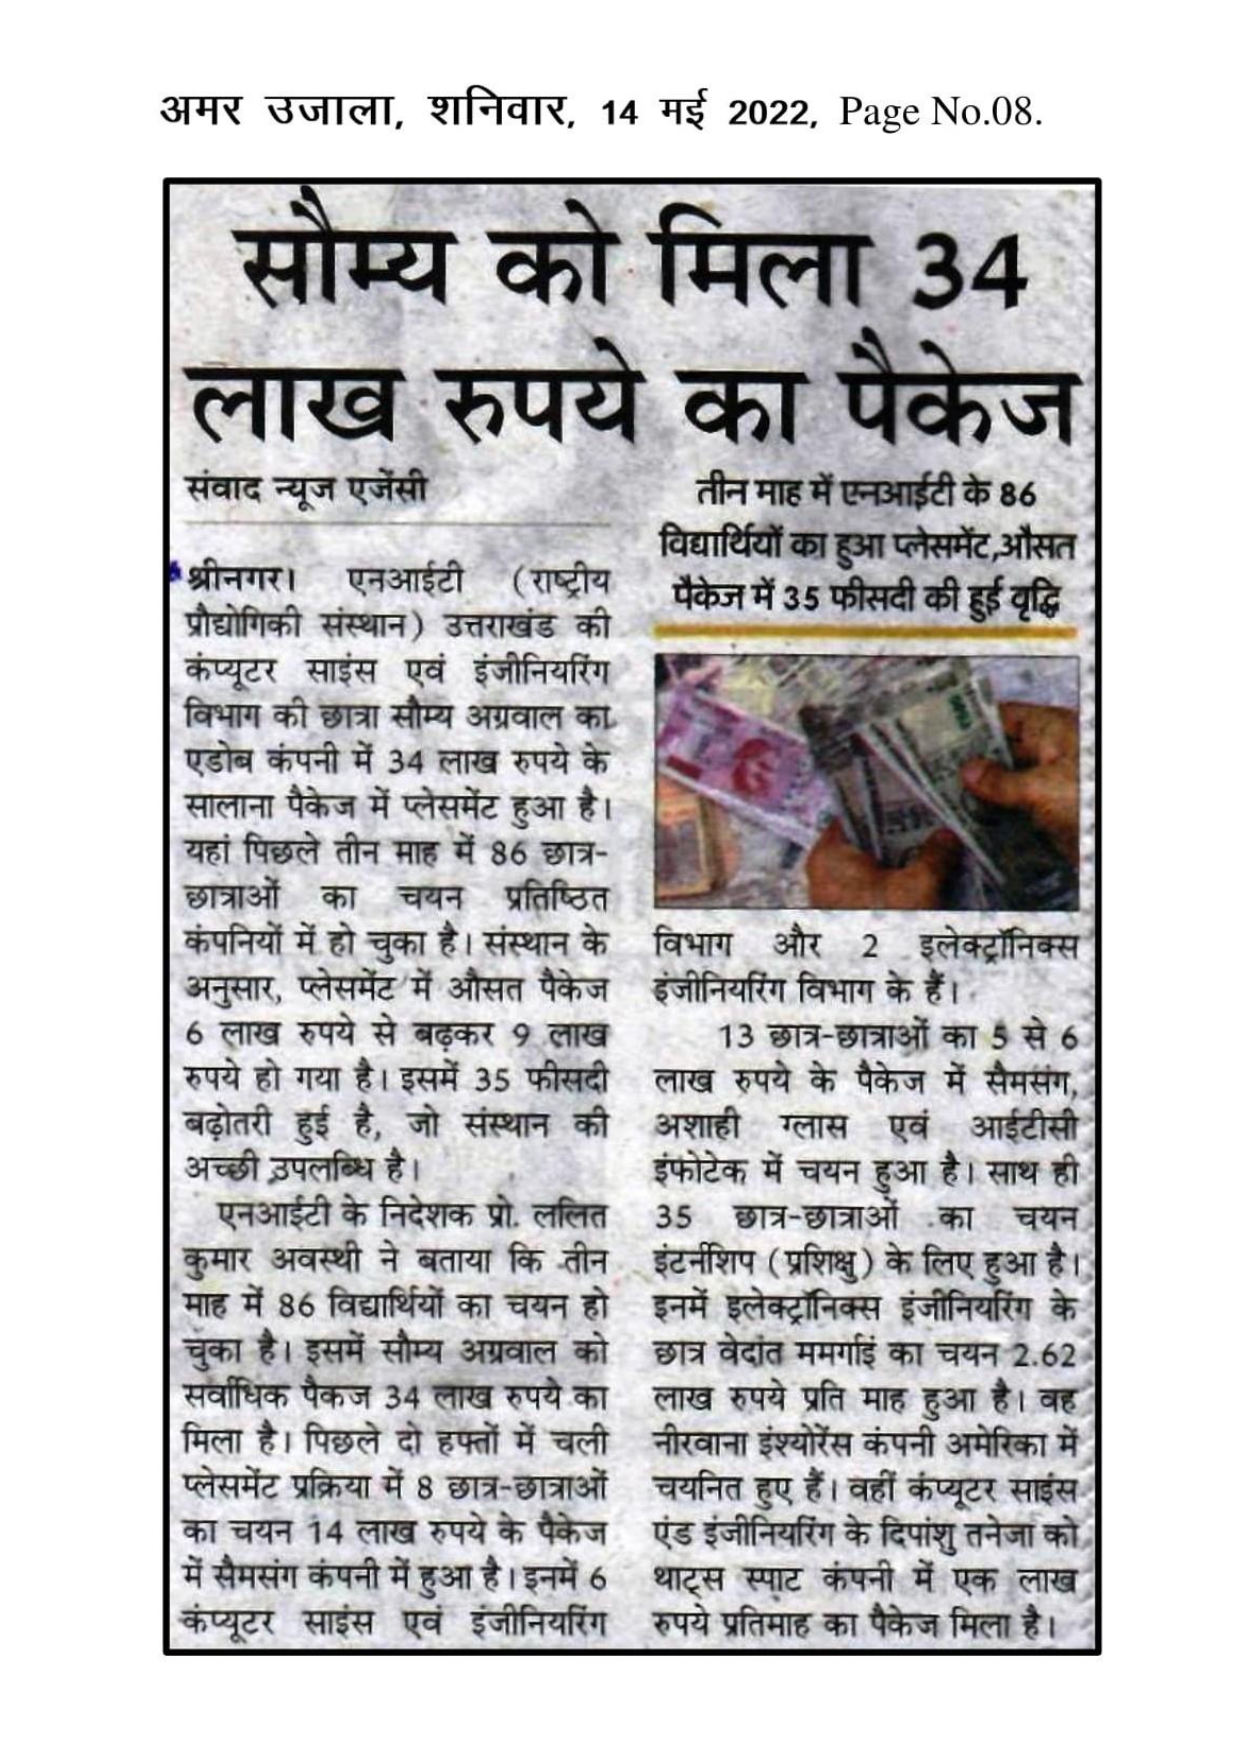 अमर उजाला, शनिवार, 14 मई 2022, Page No.08.
सौम्य को मिला 34
लाख रुपये का पैकेज
संवाद न्यूज एजेंसी
श्रीनगर। एनआईटी (राष्ट्रीय
प्रौद्योगिकी संस्थान) उत्तराखंड की
कंप्यूटर साइंस एवं इंजीनियरिंग
विभाग की छात्रा सौम्य अग्रवाल का
एडोब कंपनी में 34 लाख रुपये के
सालाना पैकेज में प्लेसमेंट हुआ है।
यहां पिछले तीन माह में 86 छात्र-
छात्राओं का चयन प्रतिष्ठित
कंपनियों में हो चुका है। संस्थान के
अनुसार, प्लेसमेंट में औसत पैकेज
6 लाख रुपये से बढ़कर 9 लाख
रुपये हो गया है। इसमें 35 फीसदी
बढ़ोतरी हुई है, जो संस्थान की
अच्छी उपलब्धि है।
एनआईटी के निदेशक प्रो. ललित
कुमार अवस्थी ने बताया कि तीन
माह में 86 विद्यार्थियों का चयन हो
चुका है। इसमें सौम्य अग्रवाल को
सर्वाधिक पैकज 34 लाख रुपये का
मिला है। पिछले दो हफ्तों में चली
प्लेसमेंट प्रक्रिया में 8 छात्र-छात्राओं
का चयन 14 लाख रुपये के पैकेज
में सैमसंग कंपनी में हुआ है। इनमें 6
कंप्यूटर साइंस एवं इंजीनियरिंग
तीन माह में एनआईटी के 86
विद्यार्थियों का हुआ प्लेसमेंट,औसत
पैकेज में 35 फीसदी की हुई वृद्धि
विभाग और 2 इलेक्ट्रॉनिक्स
इंजीनियरिंग विभाग के हैं।
13 छात्र-छात्राओं का 5 से 6
लाख रुपये के पैकेज में सैमसंग,
अशाही ग्लास एवं आईटीसी
इंफोटेक में चयन हुआ है। साथ ही
35 छात्र-छात्राओं का चयन
इंटर्नशिप (प्रशिक्षु) के लिए हुआ है।
इनमें इलेक्ट्रॉनिक्स इंजीनियरिंग के
छात्र वेदांत ममगाईं का चयन 2.62
लाख रुपये प्रति माह हुआ है। वह
नीरवाना इंश्योरेंस कंपनी अमेरिका में
चयनित हुए हैं। वहीं कंप्यूटर साइंस
एंड इंजीनियरिंग के दिपांशु तनेजा को
थाट्स स्पाट कंपनी में एक लाख
रुपये प्रतिमाह का पैकेज मिला है।